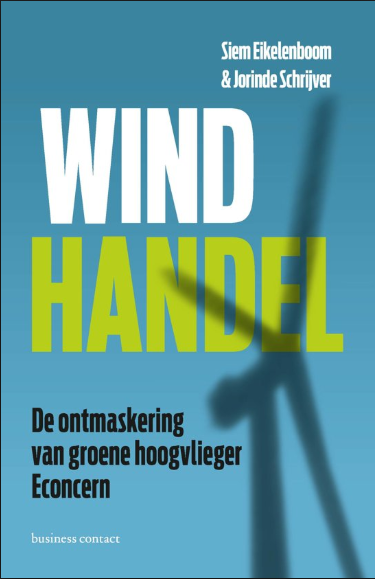 Siem Eikelenboom
& Jorinde Schrijver
WIND
HANDEL
De ontmaskering
van groene hoogvlieger
Econcern
business contact